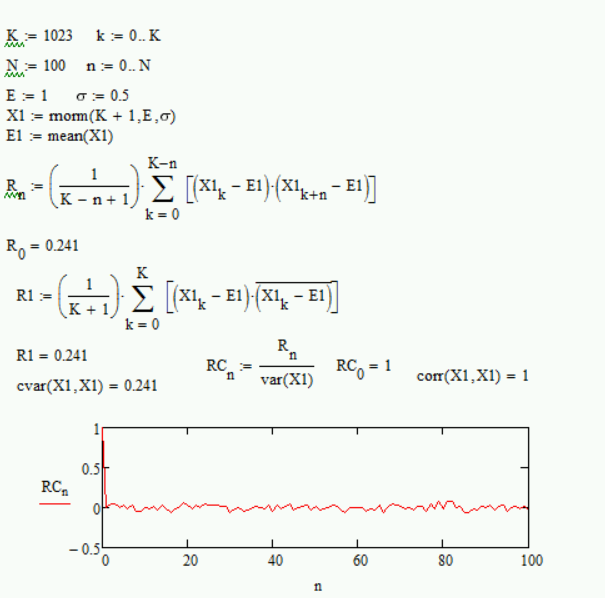 K := 1023 k := 0.. K
N := 100 n := 0.. N
E := 1 σ := 0.5
X1 := rnorm(K + 1, E, σ)
E1 := mean(X1)
R_n := (1 / (K − n + 1)) · ∑_{k = 0}^{K−n} [(X1_k − E1)·(X1_{k+n} − E1)]
R_0 = 0.241
R1 := (1 / (K + 1)) · ∑_{k = 0}^{K} [(X1_k − E1)·\overline{(X1_k − E1)}]
R1 = 0.241 RC_n := R_n / var(X1) RC_0 = 1 corr(X1,X1) = 1
cvar(X1,X1) = 0.241
1
0.5
RC_n
0
− 0.5
0 20 40 60 80 100
n